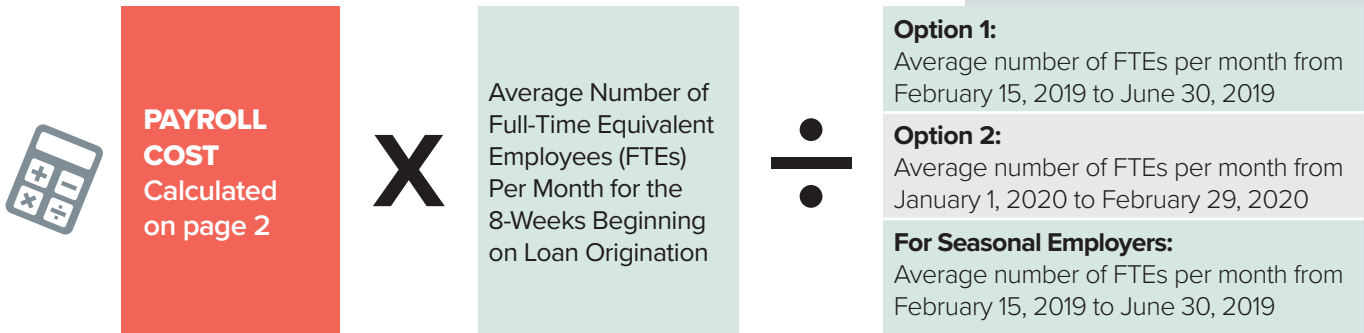 PAYROLL
COST
Calculated
on page 2
X
Average Number of
Full-Time Equivalent
Employees (FTEs)
Per Month for the
8-Weeks Beginning
on Loan Origination
÷
Option 1:
Average number of FTEs per month from
February 15, 2019 to June 30, 2019
Option 2:
Average number of FTEs per month from
January 1, 2020 to February 29, 2020
For Seasonal Employers:
Average number of FTEs per month from
February 15, 2019 to June 30, 2019